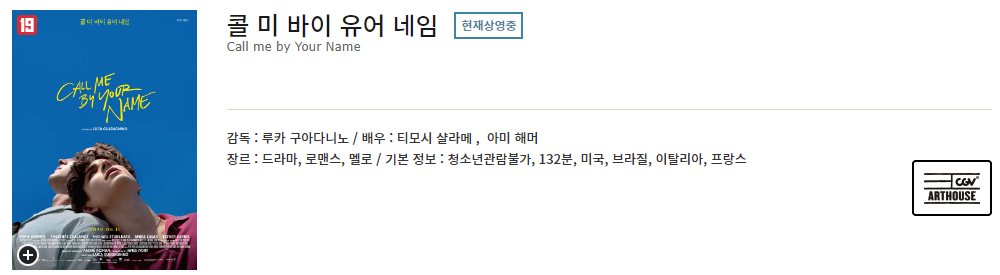 19
콜 미 바이 유어 네임
CALL ME
BY YOUR
NAME
LUCA GUADAGNINO
콜 미 바이 유어 네임 현재상영중
Call me by Your Name
감독 : 루카 구아다니노 / 배우 : 티모시 샬라메 , 아미 해머
장르 : 드라마, 로맨스, 멜로 / 기본 정보 : 청소년관람불가, 132분, 미국, 브라질, 이탈리아, 프랑스
CGV
ARTHOUSE